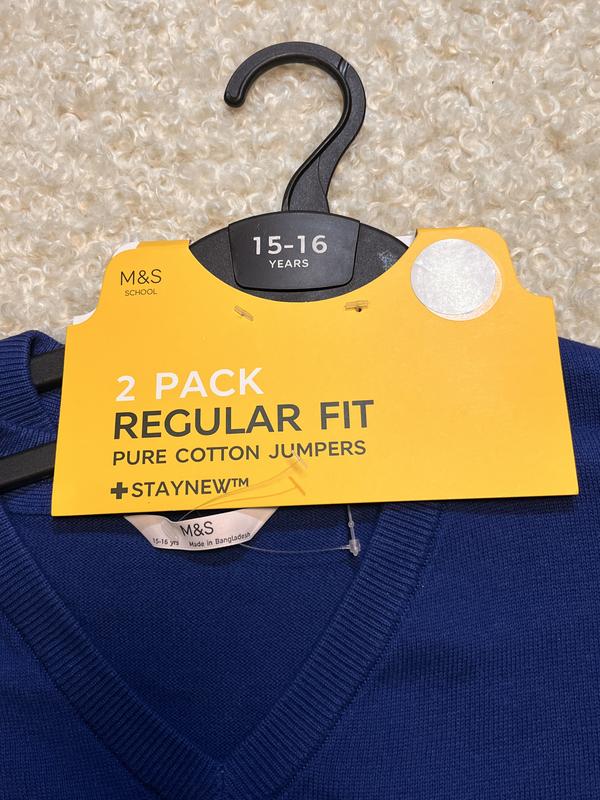 15-16
YEARS
M&S
SCHOOL
2 PACK
REGULAR FIT
PURE COTTON JUMPERS
+STAYNEW™
M&S
15-16 yrs Made in Bangladesh